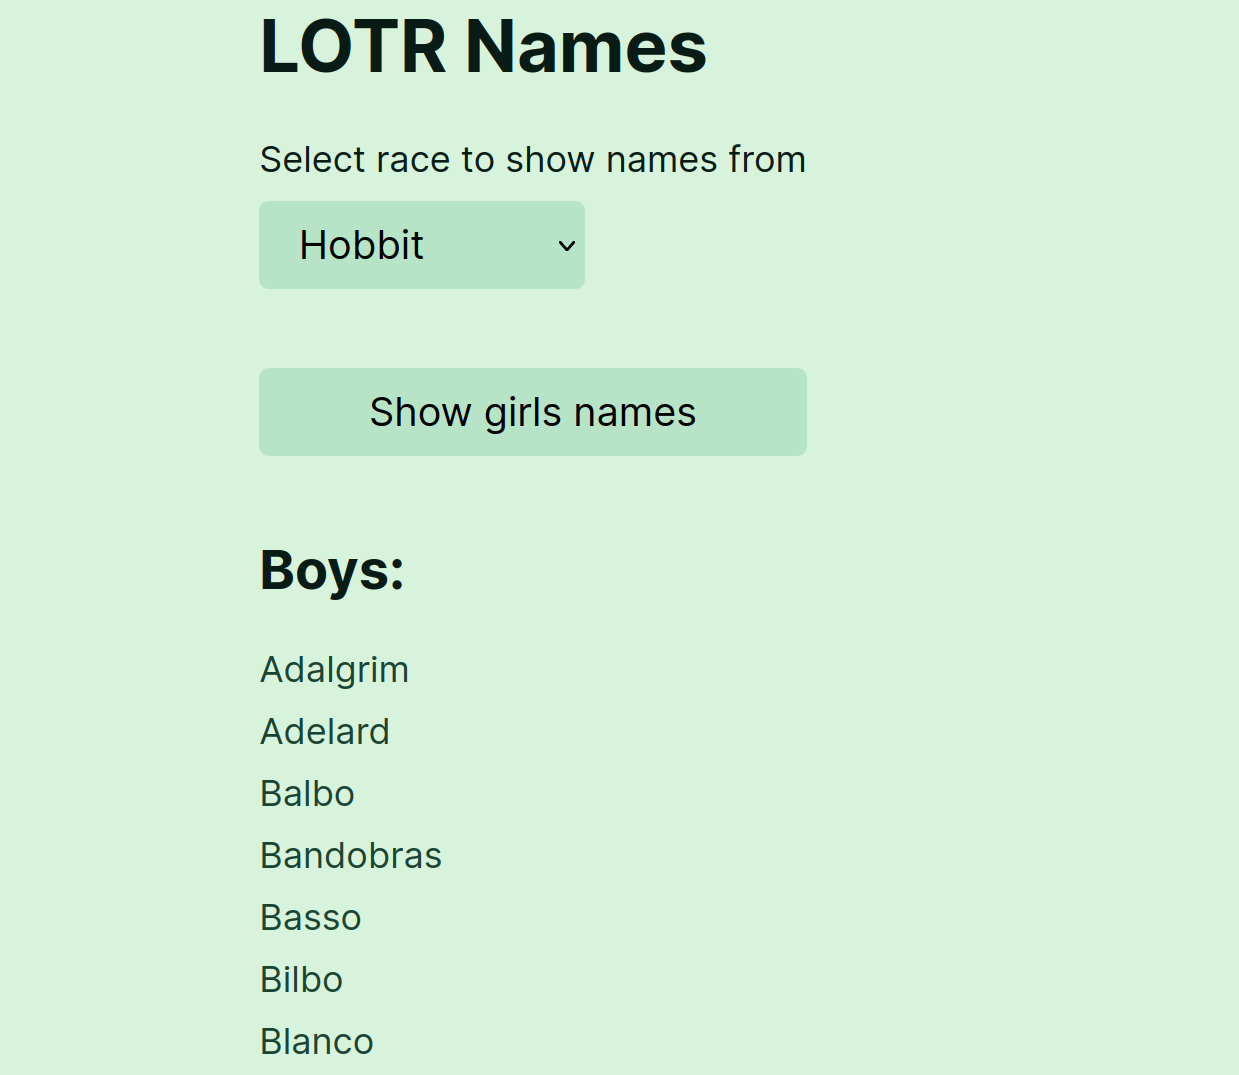 LOTR Names
Select race to show names from
Hobbit
Show girls names
Boys:
Adalgrim
Adelard
Balbo
Bandobras
Basso
Bilbo
Blanco